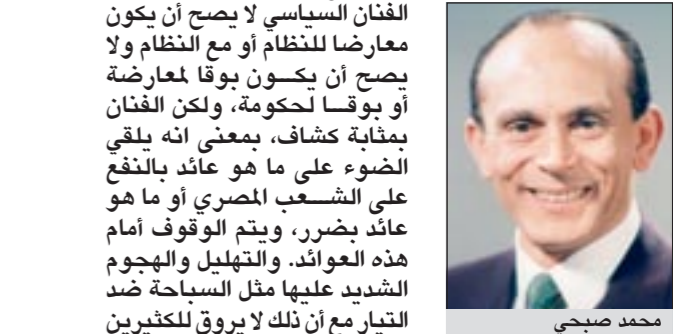 الفنان السياسي لا يصح أن يكون
معارضا للنظام أو مع النظام ولا
يصح أن يكـــون بوقا لمعارضة
أو بوقـــا لحكومة، ولكن الفنان
بمثابة كشاف، بمعنى انه يلقي
الضوء على ما هو عائد بالنفع
على الشـــعب المصري أو ما هو
عائد بضرر، ويتم الوقوف أمام
هذه العوائد. والتهليل والهجوم
الشديد عليها مثل السباحة ضد
التيار مع أن ذلك لا يروق للكثيرين
محمد صبحي